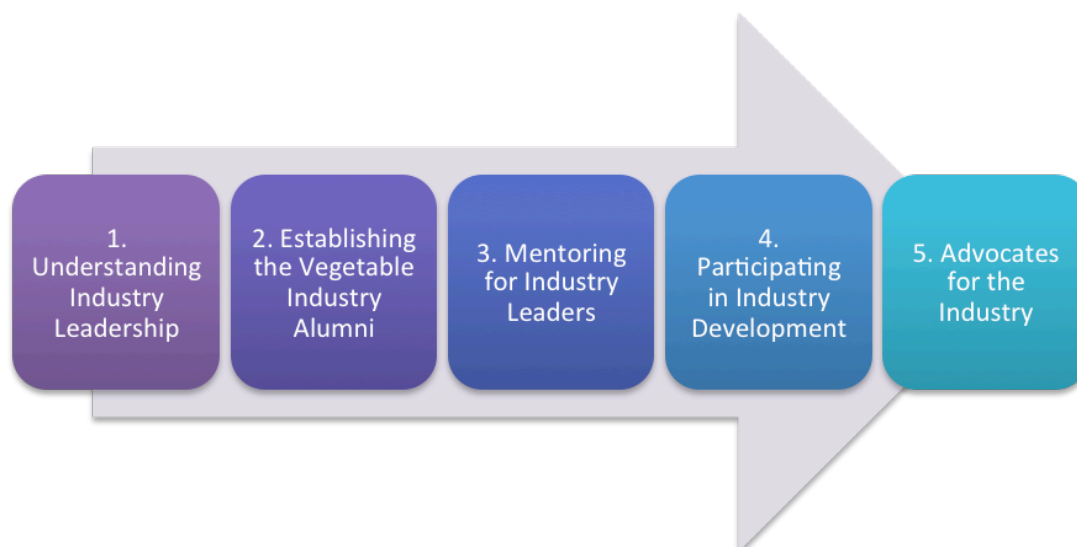 1.
Understanding
Industry
Leadership
2. Establishing
the Vegetable
Industry
Alumni
3. Mentoring
for Industry
Leaders
4.
Participating
in Industry
Development
5. Advocates
for the
Industry